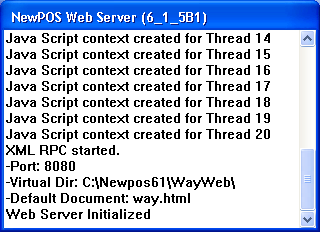 NewPOS Web Server (6_1_5B1)
Java Script context created for Thread 14
Java Script context created for Thread 15
Java Script context created for Thread 16
Java Script context created for Thread 17
Java Script context created for Thread 18
Java Script context created for Thread 19
Java Script context created for Thread 20
XML RPC started.
-Port: 8080
-Virtual Dir: C:\Newpos61\WayWeb\
-Default Document: way.html
Web Server Initialized